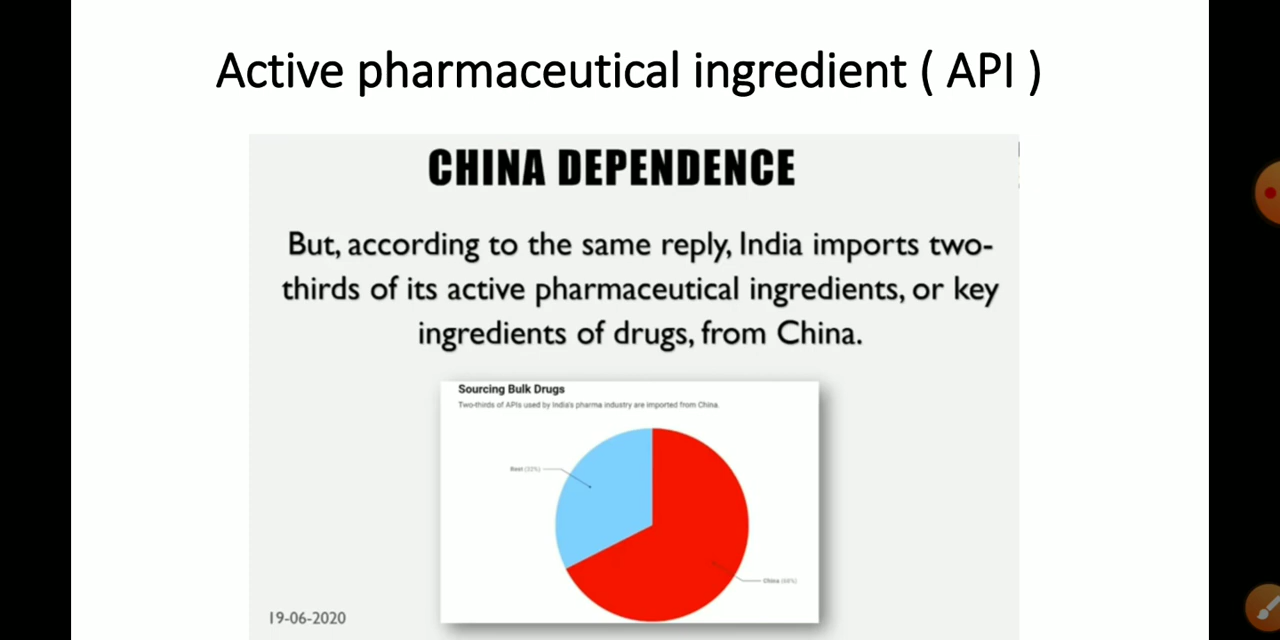 Active pharmaceutical ingredient ( API )
CHINA DEPENDENCE
But, according to the same reply, India imports two-
thirds of its active pharmaceutical ingredients, or key
ingredients of drugs, from China.
Sourcing Bulk Drugs
Two-thirds of APIs used by India's pharma industry are imported from China.
Rest (32%)
China (68%)
19-06-2020